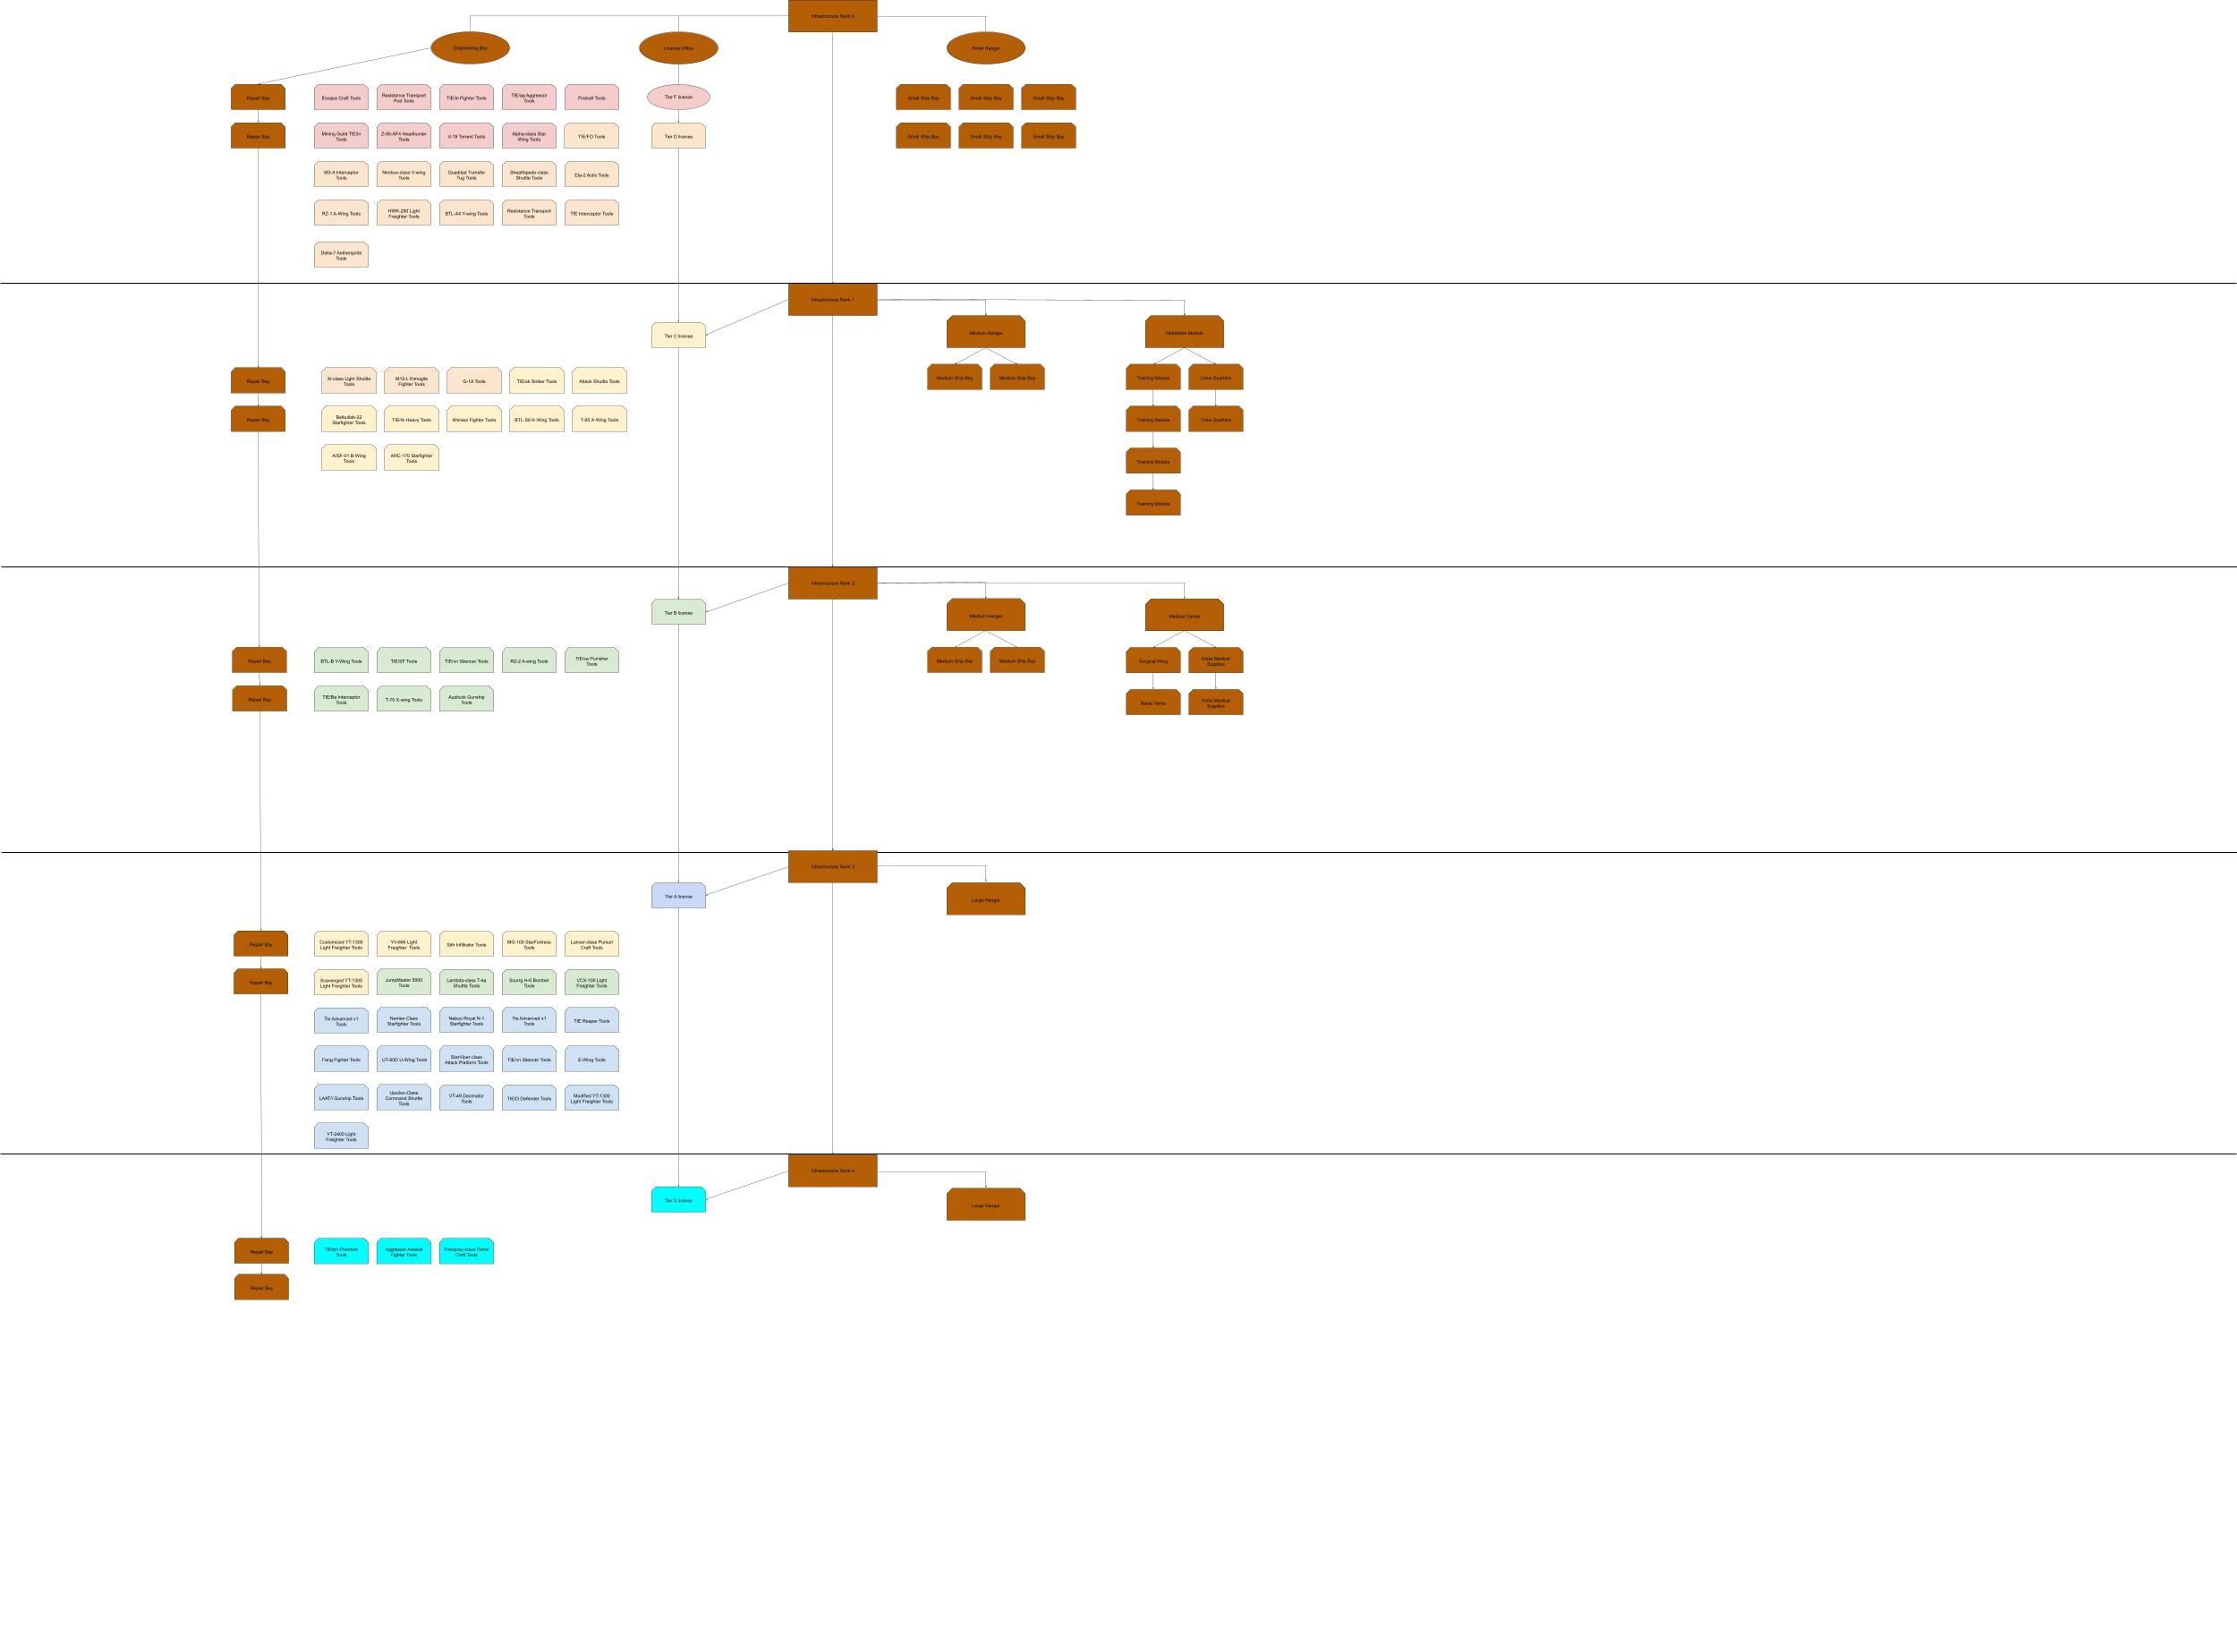 Infrastructure Rank 0
Engineering Bay
License Office
Small Hangar
Repair Bay
Escape Craft Tools
Resistance Transport
Pod Tools
TIE/ln Fighter Tools
TIE/ag Aggressor
Tools
Fireball Tools
Tier F license
Small Ship Bay
Small Ship Bay
Small Ship Bay
Repair Bay
Mining Guild TIE/ln
Tools
Z-95-AF4 Headhunter
Tools
V-19 Torrent Tools
Alpha-class Star
Wing Tools
TIE/FO Tools
Tier D license
Small Ship Bay
Small Ship Bay
Small Ship Bay
M3-A Interceptor
Tools
Nimbus-class V-wing
Tools
Quadrijet Transfer
Tug Tools
Sheathipede-class
Shuttle Tools
Eta-2 Actis Tools
RZ-1 A-Wing Tools
HWK-290 Light
Freighter Tools
BTL-A4 Y-wing Tools
Resistance Transport
Tools
TIE Interceptor Tools
Delta-7 Aethersprite
Tools
Infrastructure Rank 1
Tier C license
Medium Hangar
Habitation Module
Repair Bay
Xi-class Light Shuttle
Tools
M12-L Kimogila
Fighter Tools
G-1A Tools
TIE/sk Striker Tools
Attack Shuttle Tools
Medium Ship Bay
Medium Ship Bay
Training Module
Crew Quarters
Repair Bay
Belbullab-22
Starfighter Tools
TIE/rb Heavy Tools
Khiraxz Fighter Tools
BTL-S8 K-Wing Tools
T-65 X-Wing Tools
Training Module
Crew Quarters
A/SF-01 B-Wing
Tools
ARC-170 Starfighter
Tools
Training Module
Training Module
Infrastructure Rank 2
Tier B license
Medium Hangar
Medical Center
Repair Bay
BTL-B Y-Wing Tools
TIE/SF Tools
TIE/vn Silencer Tools
RZ-2 A-wing Tools
TIE/ca Punisher
Tools
Medium Ship Bay
Medium Ship Bay
Surgical Wing
Extra Medical
Supplies
Repair Bay
TIE/Ba Interceptor
Tools
T-70 X-wing Tools
Auzituck Gunship
Tools
Bacta Tanks
Extra Medical
Supplies
Infrastructure Rank 3
Tier A license
Large Hangar
Repair Bay
Customized YT-1300
Light Freighter Tools
YV-666 Light
Freighter Tools
Sith Infiltrator Tools
MG-100 StarFortress
Tools
Lancer-class Pursuit
Craft Tools
Repair Bay
Scavenged YT-1300
Light Freighter Tools
JumpMaster 5000
Tools
Lambda-class T-4a
Shuttle Tools
Scurrg H-6 Bomber
Tools
VCX-100 Light
Freighter Tools
Tie Advanced v1
Tools
Nantex-Class
Starfighter Tools
Naboo Royal N-1
Starfighter Tools
Tie Advanced x1
Tools
TIE Reaper Tools
Fang Fighter Tools
UT-60D U-Wing Tools
StarViper-class
Attack Platform Tools
TIE/vn Silencer Tools
E-Wing Tools
LAAT/i Gunship Tools
Upsilon-Class
Command Shuttle
Tools
VT-49 Decimator
Tools
TIE/D Defender Tools
Modified YT-1300
Light Freighter Tools
YT-2400 Light
Freighter Tools
Infrastructure Rank 4
Tier S license
Large Hangar
Repair Bay
TIE/ph Phantom
Tools
Aggressor Assault
Fighter Tools
Firespray-class Patrol
Craft Tools
Repair Bay